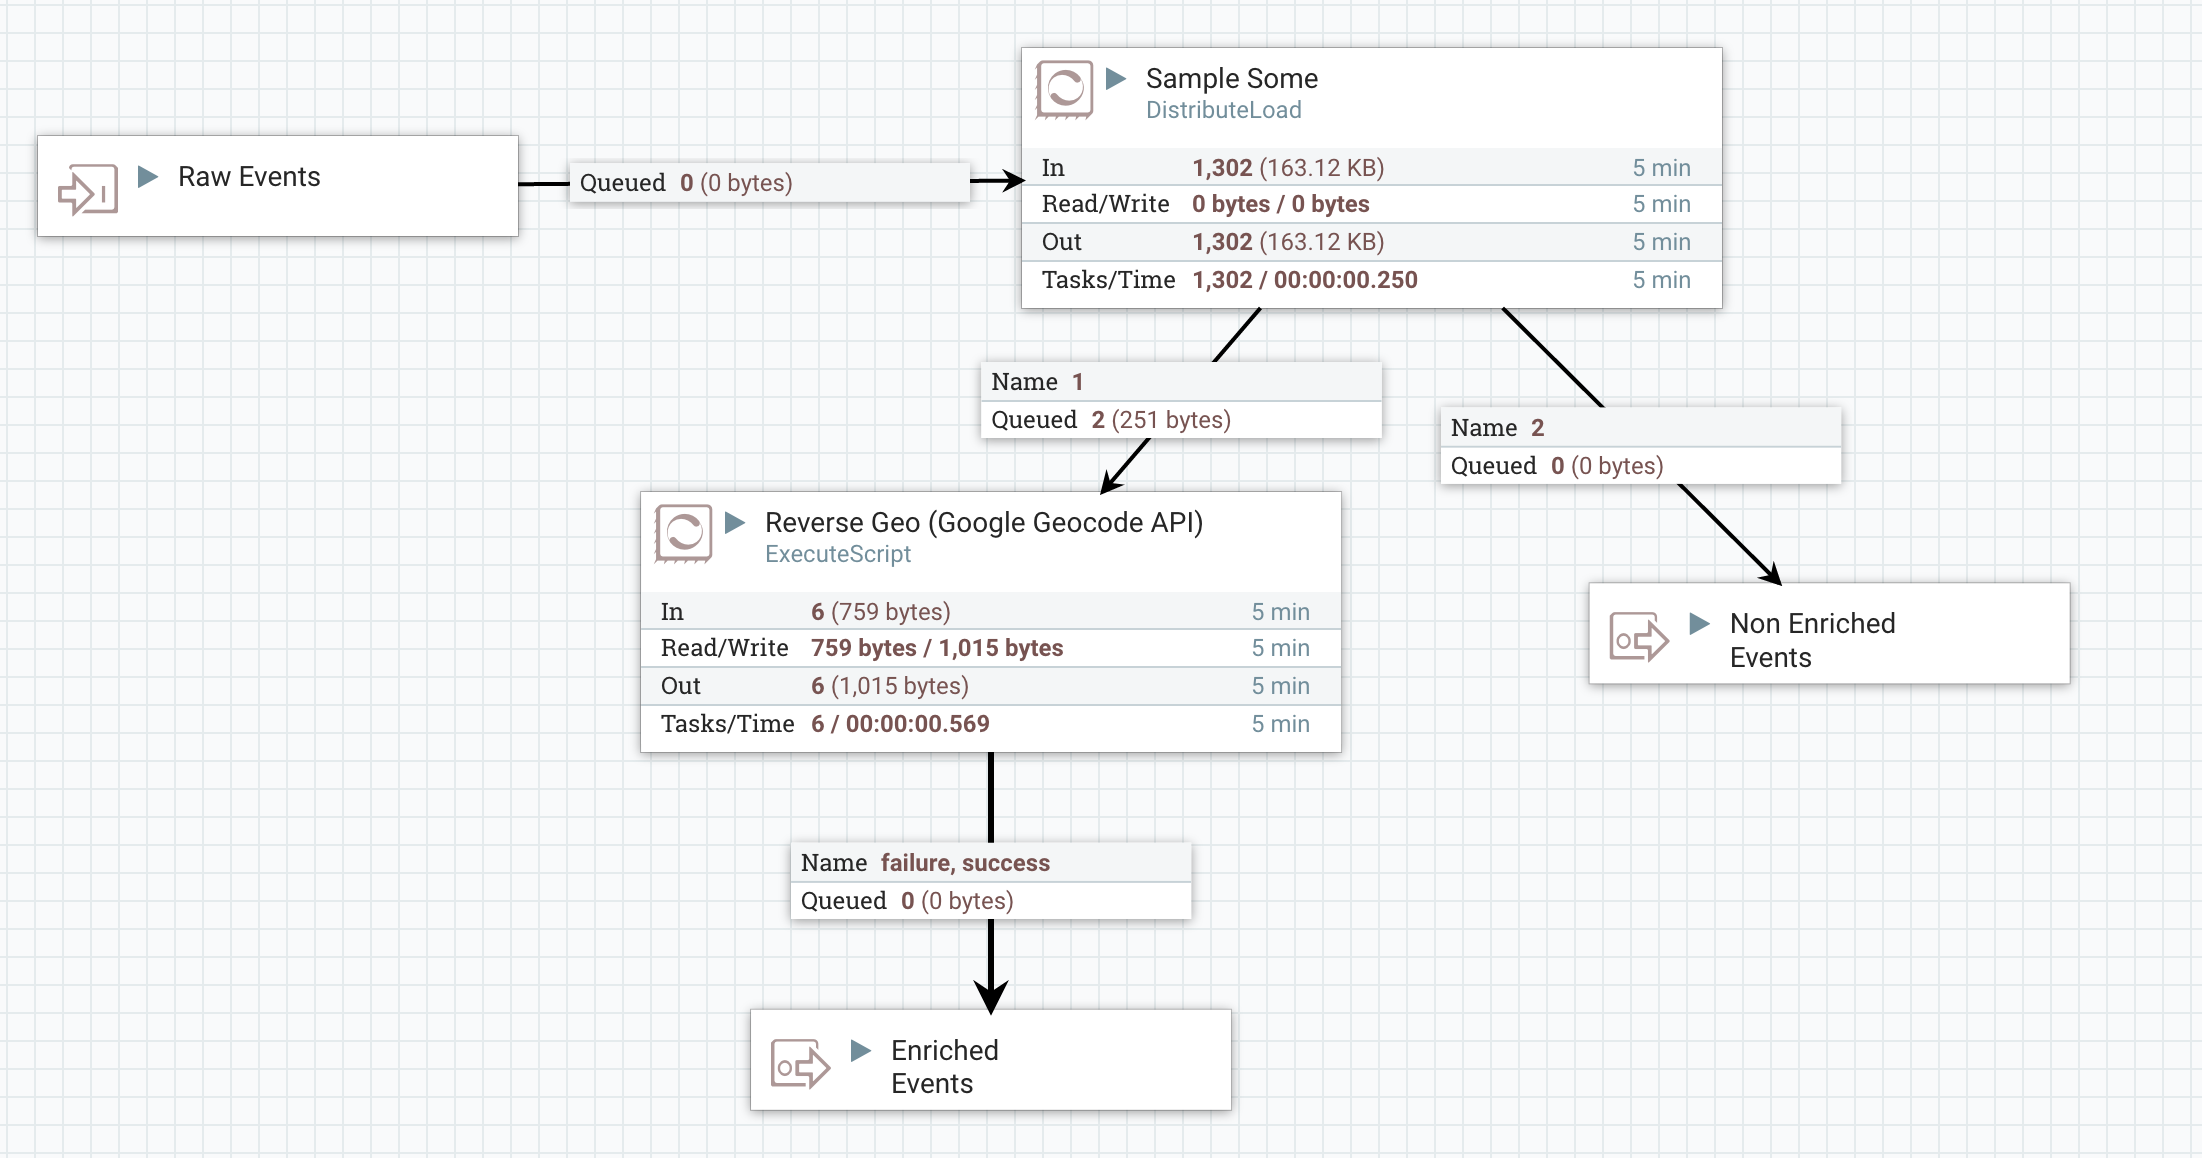 Raw Events
Queued 0 (0 bytes)
Sample Some
DistributeLoad
In 1,302 (163.12 KB) 5 min
Read/Write 0 bytes / 0 bytes 5 min
Out 1,302 (163.12 KB) 5 min
Tasks/Time 1,302 / 00:00:00.250 5 min
Name 1
Queued 2 (251 bytes)
Name 2
Queued 0 (0 bytes)
Reverse Geo (Google Geocode API)
ExecuteScript
In 6 (759 bytes) 5 min
Read/Write 759 bytes / 1,015 bytes 5 min
Out 6 (1,015 bytes) 5 min
Tasks/Time 6 / 00:00:00.569 5 min
Non Enriched
Events
Name failure, success
Queued 0 (0 bytes)
Enriched
Events